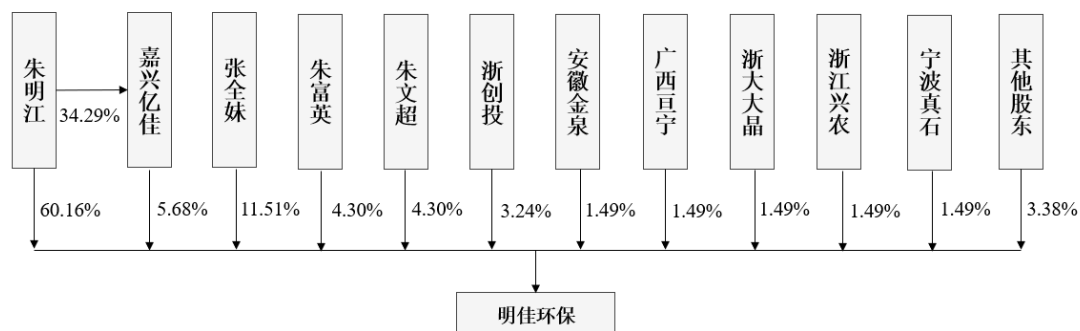 朱明江
34.29%
嘉兴亿佳
张全妹
朱富英
朱文超
浙创投
安徽金泉
广西亘宁
浙大大晶
浙江兴农
宁波真石
其他股东
60.16%
5.68%
11.51%
4.30%
4.30%
3.24%
1.49%
1.49%
1.49%
1.49%
1.49%
3.38%
明佳环保